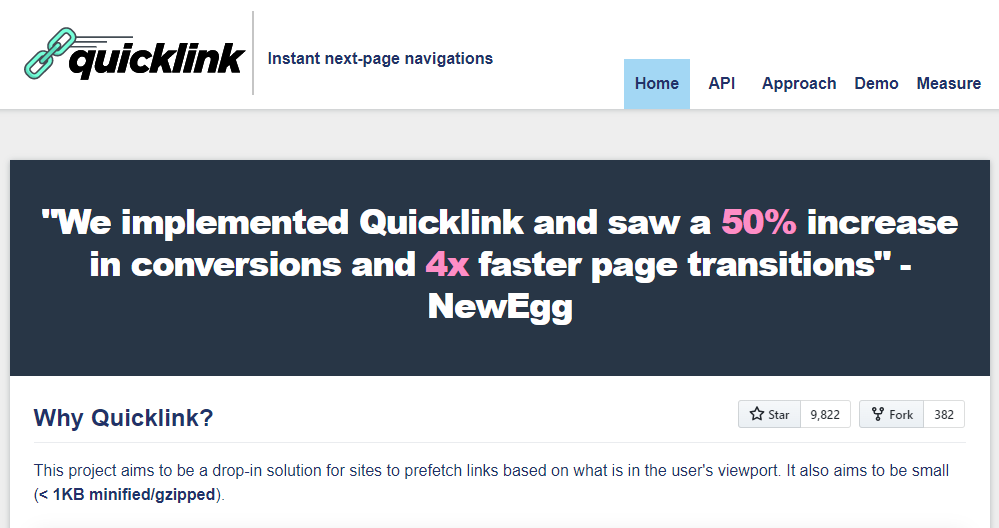 quicklink
Instant next-page navigations
Home API Approach Demo Measure
"We implemented Quicklink and saw a 50% increase
in conversions and 4x faster page transitions" -
NewEgg
Why Quicklink?
Star 9,822 Fork 382
This project aims to be a drop-in solution for sites to prefetch links based on what is in the user's viewport. It also aims to be small
(< 1KB minified/gzipped).